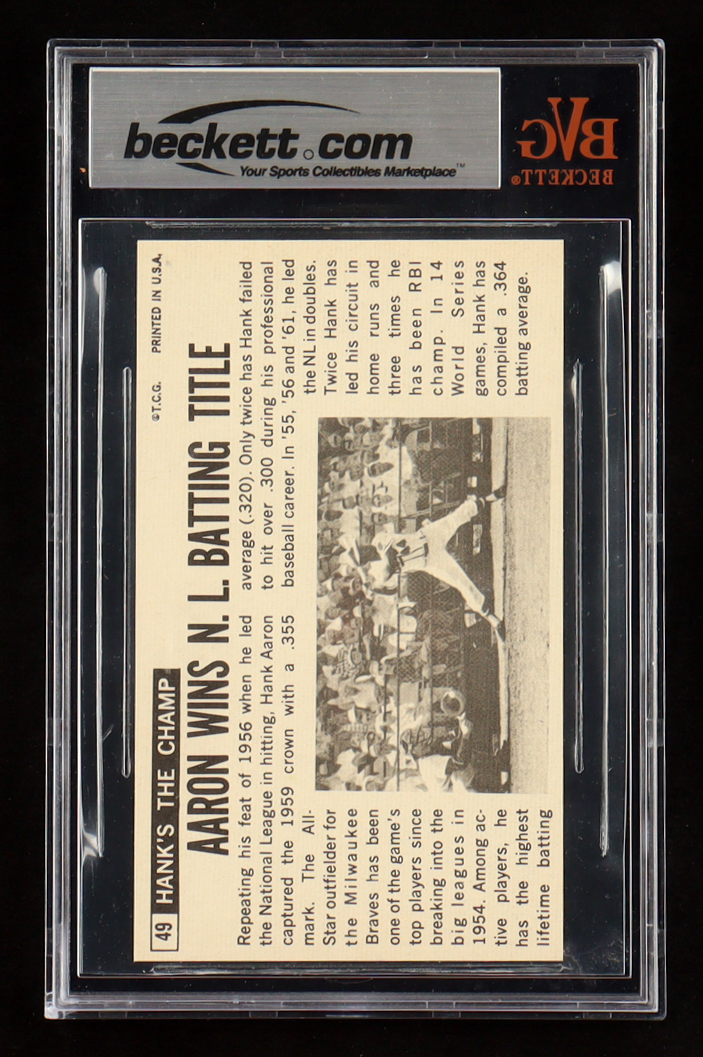 beckett.com
Your Sports Collectibles Marketplace™
BVG
BECKETT®
49 HANK'S THE CHAMP
©T.C.G. PRINTED IN U.S.A.
AARON WINS N. L. BATTING TITLE
Repeating his feat of 1956 when he led
the National League in hitting, Hank Aaron
captured the 1959 crown with a .355
mark. The All-
Star outfielder for
the Milwaukee
Braves has been
one of the game's
top players since
breaking into the
big leagues in
1954. Among ac-
tive players, he
has the highest
lifetime batting
average (.320). Only twice has Hank failed
to hit over .300 during his professional
baseball career. In '55, '56 and '61, he led
the NL in doubles.
Twice Hank has
led his circuit in
home runs and
three times he
has been RBI
champ. In 14
World Series
games, Hank has
compiled a .364
batting average.